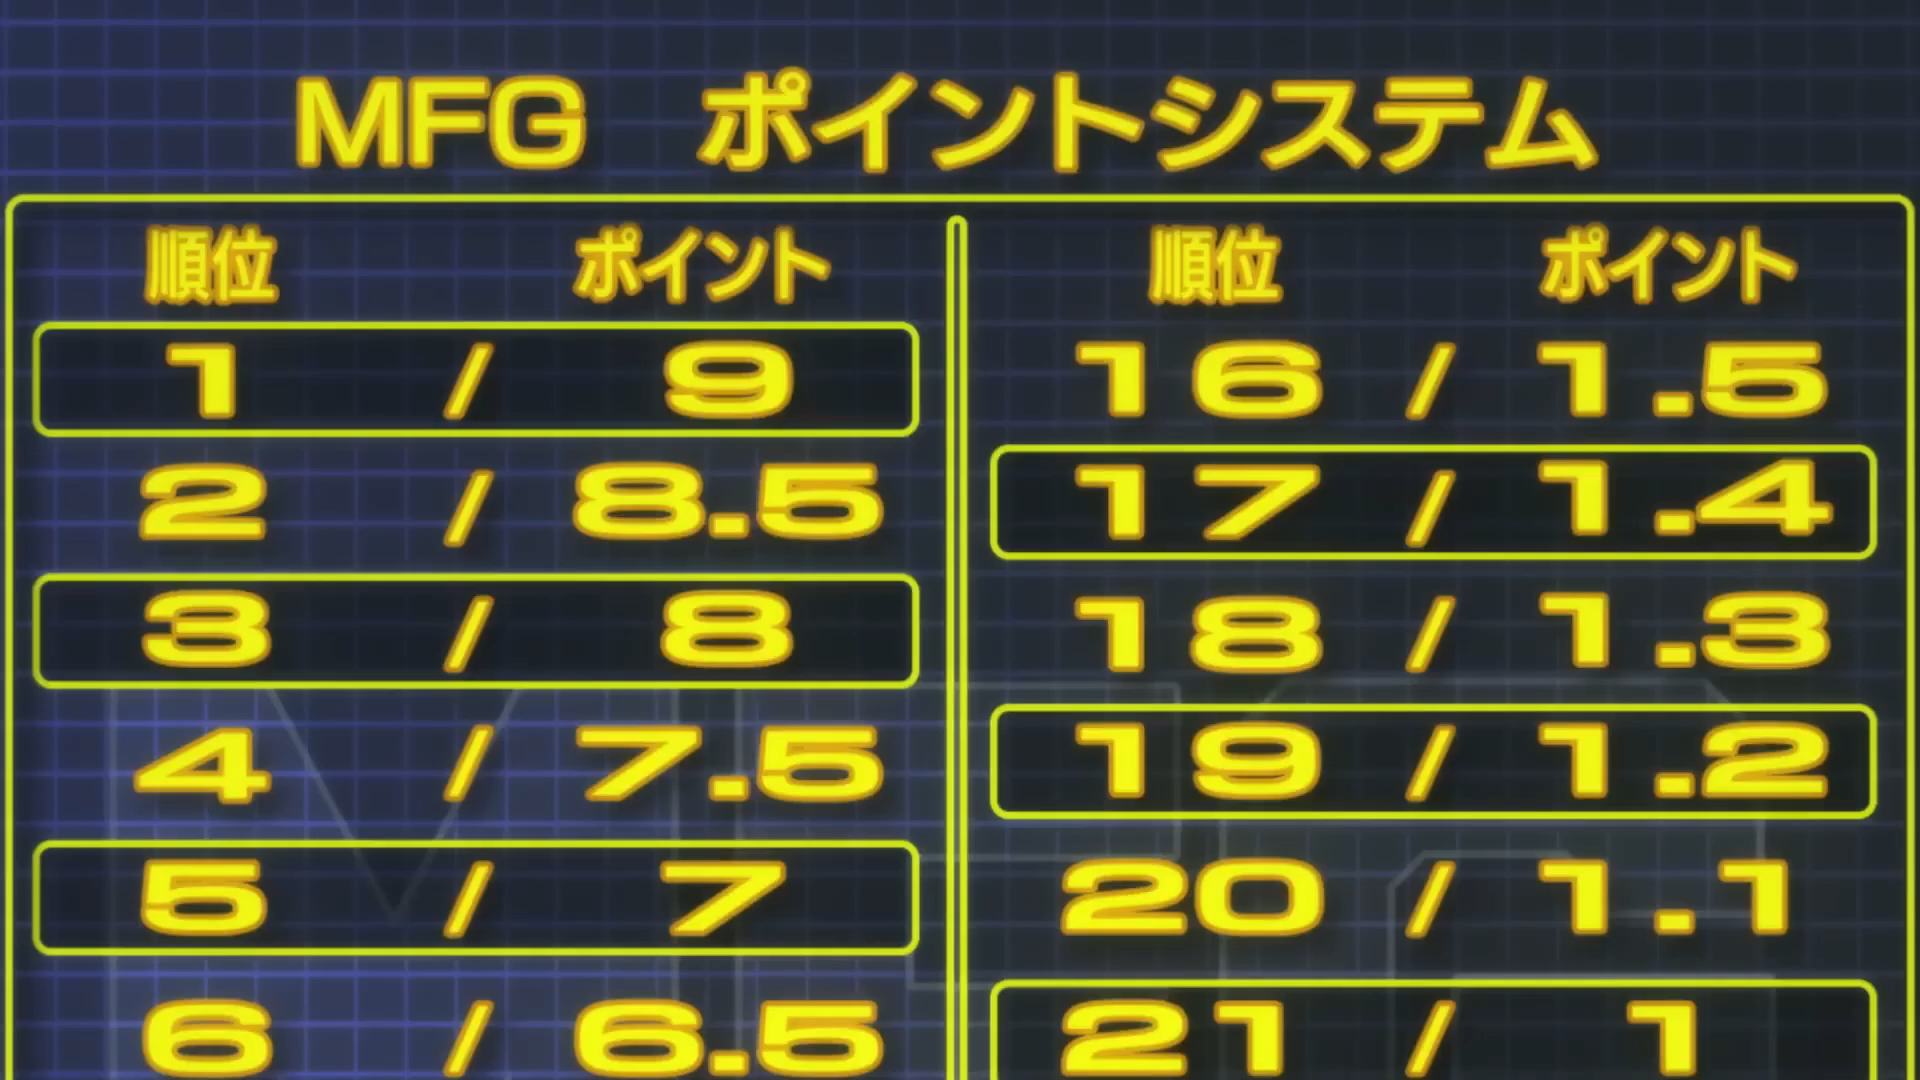 MFG ポイントシステム
順位 ポイント
1 / 9
2 / 8.5
3 / 8
4 / 7.5
5 / 7
6 / 6.5
順位 ポイント
16 / 1.5
17 / 1.4
18 / 1.3
19 / 1.2
20 / 1.1
21 / 1